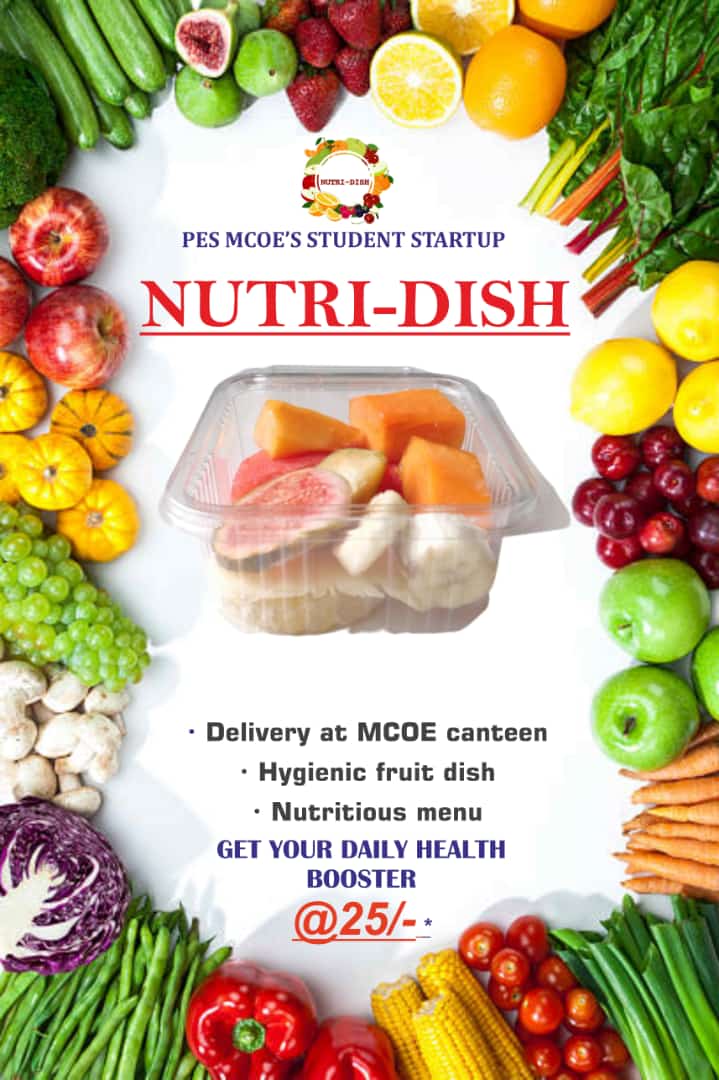 NUTRI-DISH
PES MCOE'S STUDENT STARTUP
NUTRI-DISH
· Delivery at MCOE canteen
· Hygienic fruit dish
· Nutritious menu
GET YOUR DAILY HEALTH
BOOSTER
@25/- *